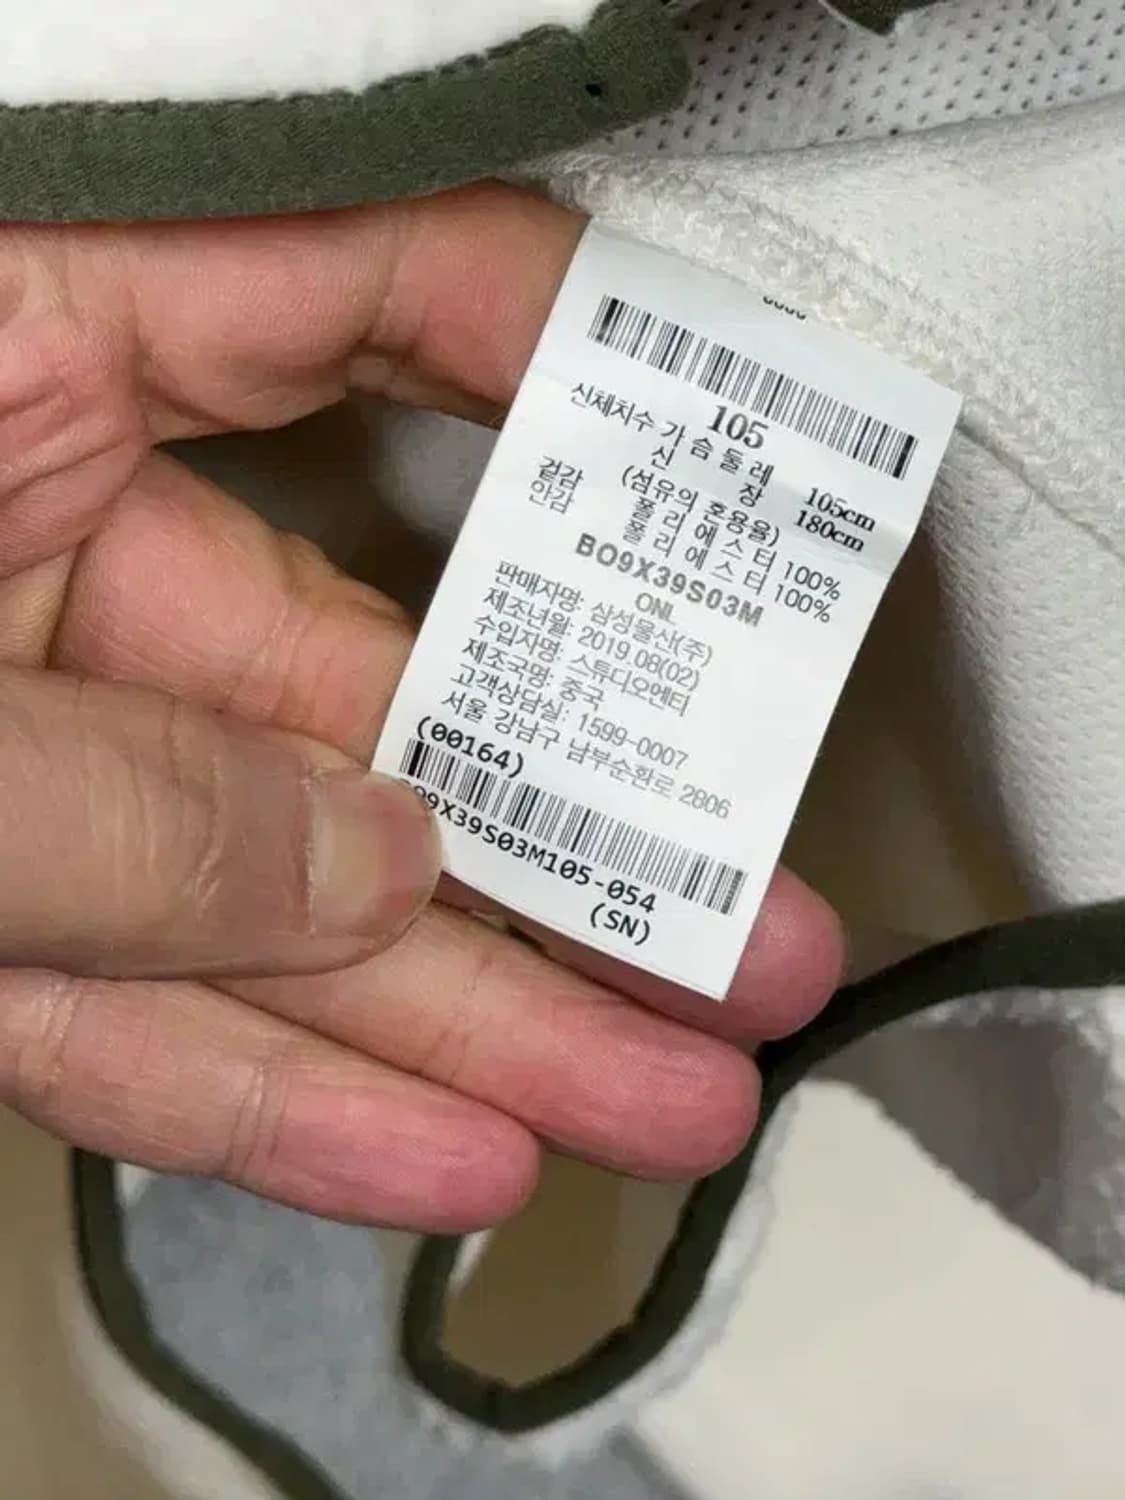 105
신체치수 가슴둘레 105cm
신장 180cm
(섬유의 혼용율)
겉감 폴리에스터 100%
안감 폴리에스터 100%
BO9X39S03M
ONL
판매자명: 삼성물산(주)
제조년월: 2019.08(02)
수입자명: 스튜디오엔터
제조국명: 중국
고객상담실: 1599-0007
서울 강남구 남부순환로 2806
(00164)
09X39S03M105-054
(SN)